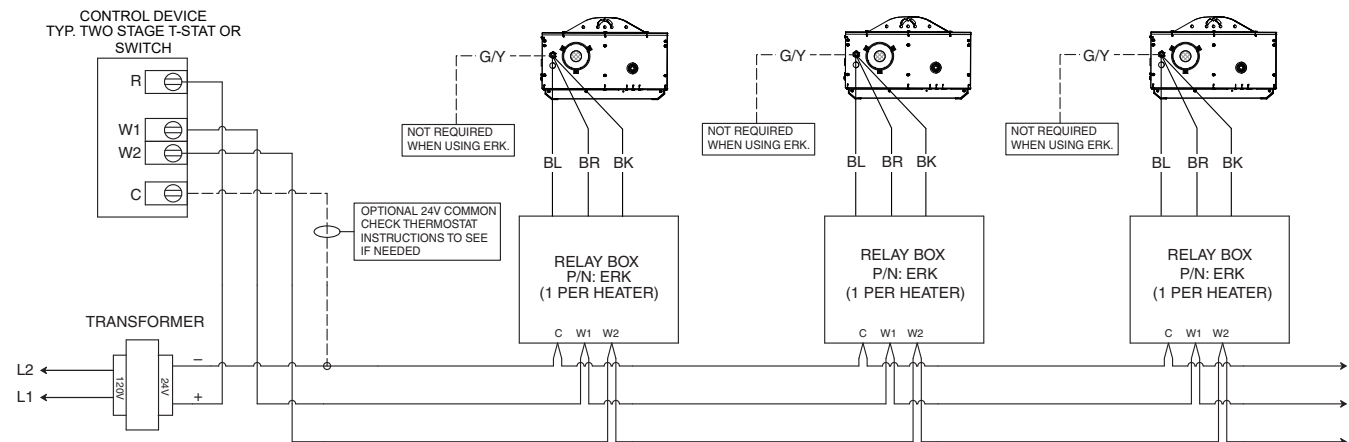 CONTROL DEVICE
TYP. TWO STAGE T-STAT OR
SWITCH
R
W1
W2
C
OPTIONAL 24V COMMON
CHECK THERMOSTAT
INSTRUCTIONS TO SEE
IF NEEDED
TRANSFORMER
L2
L1
120V
24V
–
+
G/Y
NOT REQUIRED
WHEN USING ERK.
BL BR BK
RELAY BOX
P/N: ERK
(1 PER HEATER)
C W1 W2
G/Y
NOT REQUIRED
WHEN USING ERK.
BL BR BK
RELAY BOX
P/N: ERK
(1 PER HEATER)
C W1 W2
G/Y
NOT REQUIRED
WHEN USING ERK.
BL BR BK
RELAY BOX
P/N: ERK
(1 PER HEATER)
C W1 W2